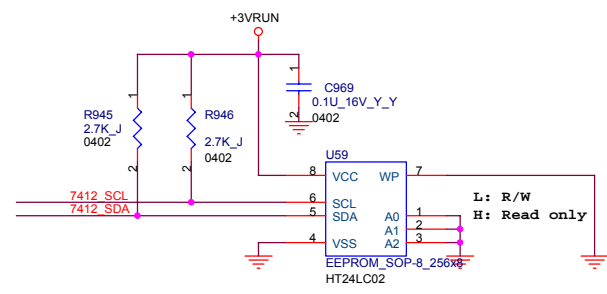 +3VRUN
1
C969
0.1U_16V_Y_Y
2
0402
1
R945
2.7K_J
0402
2
1
R946
2.7K_J
0402
2
U59
8
VCC
WP
7
7412_SCL
6
SCL
7412_SDA
5
SDA
A0
1
A1
2
4
VSS
A2
3
L: R/W
H: Read only
EEPROM_SOP-8_256x8
HT24LC02